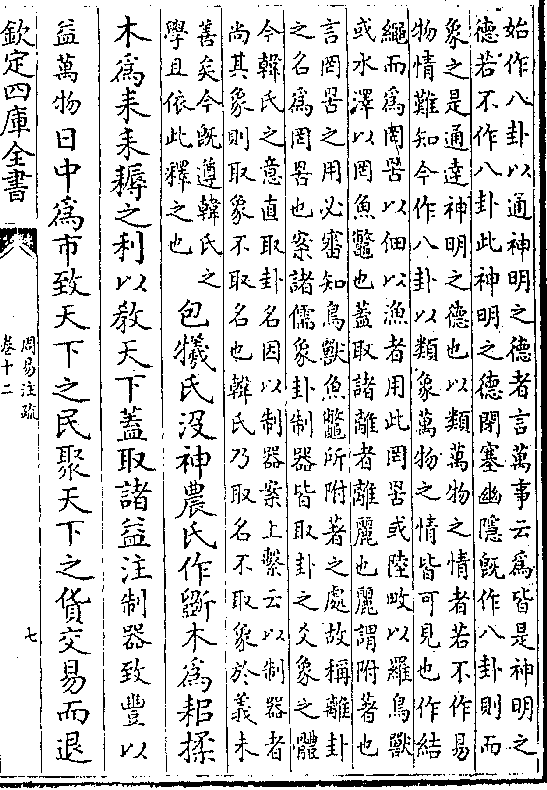 始作八卦以通神明之德者言萬事云為皆是神明之
德若不作八卦此神明之德閉塞幽隱既作八卦則而
象之是通達神明之德也以類萬物之情者若不作易
物情難知今作八卦以類象萬物之情皆可見也作結
繩而為罔罟以佃以漁者用此罔罟或陸畋以羅鳥獸
或水澤以罔魚鼈也蓋取諸離者離麗也麗謂附著也
言罔罟之用必審知鳥獸魚鼈所附著之處故稱離卦
之名為罔罟也案諸儒象卦制器皆取卦之爻象之體
今韓氏之意直取卦名因以制器案上繫云以制器者
尚其象則取象不取名也韓氏乃取名不取象於義未
善矣今既遵韓氏之
學且依此釋之也
包犧氏没神農氏作斵木為耜揉
木為耒耒耨之利以教天下蓋取諸益注制器致豐以
益萬物日中為市致天下之民聚天下之貨交易而退
欽定四庫全書
周易注疏
卷十二
七